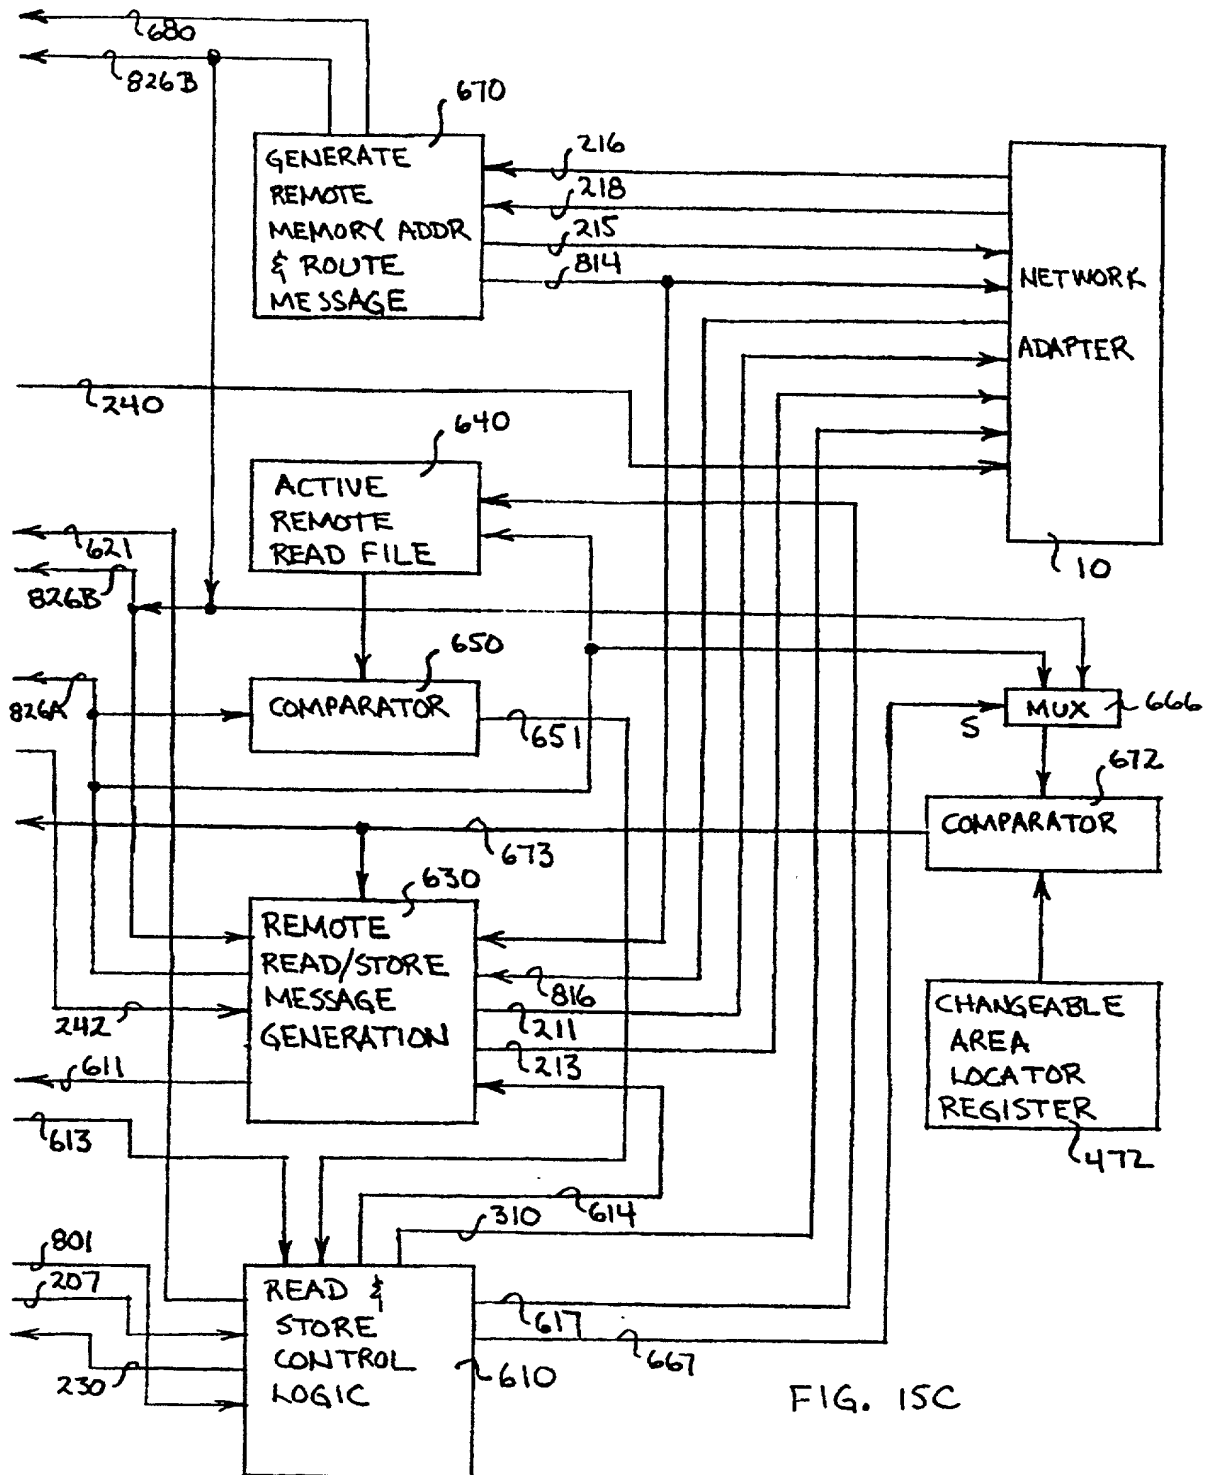 680
826B
670
GENERATE
REMOTE
MEMORY ADDR
& ROUTE
MESSAGE
216
218
215
814
NETWORK
ADAPTER
10
240
640
ACTIVE
REMOTE
READ FILE
621
826B
826A
650
COMPARATOR
651
S
MUX
666
672
COMPARATOR
673
630
REMOTE
READ/STORE
MESSAGE
GENERATION
816
211
213
242
611
613
CHANGEABLE
AREA
LOCATOR
REGISTER
472
614
310
801
207
230
READ &
STORE
CONTROL
LOGIC
610
617
667
FIG. 15C